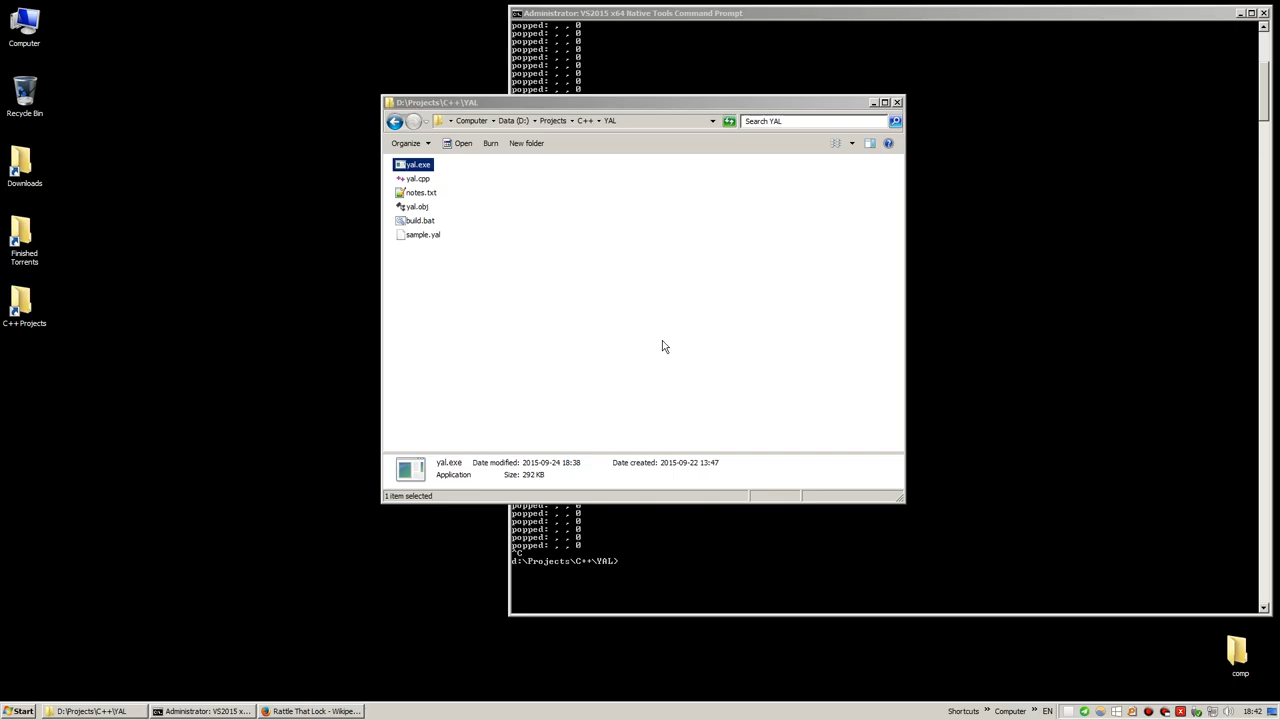 Computer
Recycle Bin
Downloads
Finished
Torrents
C++ Projects
Administrator: VS2015 x64 Native Tools Command Prompt
popped: , , 0
popped: , , 0
popped: , , 0
popped: , , 0
popped: , , 0
popped: , , 0
popped: , , 0
popped: , , 0
popped: , , 0
D:\Projects\C++\YAL
Computer Data (D:) Projects C++ YAL
Search YAL
Organize Open Burn New folder
yal.exe
yal.cpp
notes.txt
yal.obj
build.bat
sample.yal
yal.exe Date modified: 2015-09-24 18:38 Date created: 2015-09-22 13:47
Application Size: 292 KB
1 item selected
popped: , , 0
popped: , , 0
popped: , , 0
popped: , , 0
popped: , , 0
popped: , , 0
^C
d:\Projects\C++\YAL>
comp
Start D:\Projects\C++\YAL Administrator: VS2015 x... Rattle That Lock - Wikipe... Shortcuts » Computer » EN 18:42